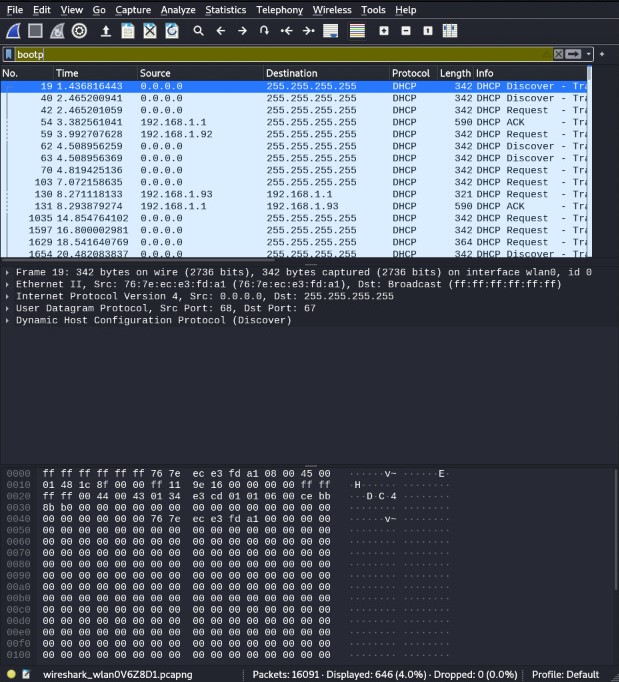 File Edit View Go Capture Analyze Statistics Telephony Wireless Tools Help
bootp
No. Time Source Destination Protocol Length Info
19 1.436816443 0.0.0.0 255.255.255.255 DHCP 342 DHCP Discover - Tra
40 2.465200941 0.0.0.0 255.255.255.255 DHCP 342 DHCP Discover - Tra
42 2.465201059 0.0.0.0 255.255.255.255 DHCP 342 DHCP Request - Tra
54 3.382561041 192.168.1.1 255.255.255.255 DHCP 590 DHCP ACK - Tra
59 3.992707628 192.168.1.92 255.255.255.255 DHCP 342 DHCP Request - Tra
62 4.508956259 0.0.0.0 255.255.255.255 DHCP 342 DHCP Discover - Tra
63 4.508956369 0.0.0.0 255.255.255.255 DHCP 342 DHCP Discover - Tra
70 4.819425136 0.0.0.0 255.255.255.255 DHCP 342 DHCP Request - Tra
103 7.072158635 0.0.0.0 255.255.255.255 DHCP 342 DHCP Request - Tra
130 8.271118133 192.168.1.93 192.168.1.1 DHCP 321 DHCP Request - Tra
131 8.293879274 192.168.1.1 192.168.1.93 DHCP 590 DHCP ACK - Tra
1035 14.854764102 0.0.0.0 255.255.255.255 DHCP 342 DHCP Request - Tra
1597 16.800002981 0.0.0.0 255.255.255.255 DHCP 342 DHCP Request - Tra
1629 18.541640769 0.0.0.0 255.255.255.255 DHCP 364 DHCP Request - Tra
1654 20.482083837 0.0.0.0 255.255.255.255 DHCP 342 DHCP Discover - Tra
Frame 19: 342 bytes on wire (2736 bits), 342 bytes captured (2736 bits) on interface wlan0, id 0
Ethernet II, Src: 76:7e:ec:e3:fd:a1 (76:7e:ec:e3:fd:a1), Dst: Broadcast (ff:ff:ff:ff:ff:ff)
Internet Protocol Version 4, Src: 0.0.0.0, Dst: 255.255.255.255
User Datagram Protocol, Src Port: 68, Dst Port: 67
Dynamic Host Configuration Protocol (Discover)
0000 ff ff ff ff ff ff 76 7e ec e3 fd a1 08 00 45 00 ······v~ ······E·
0010 01 48 1c 8f 00 00 ff 11 9e 16 00 00 00 00 ff ff ·H······ ········
0020 ff ff 00 44 00 43 01 34 e3 cd 01 01 06 00 ce bb ···D·C·4 ········
0030 8b b0 00 00 00 00 00 00 00 00 00 00 00 00 00 00 ········ ········
0040 00 00 00 00 00 00 76 7e ec e3 fd a1 00 00 00 00 ······v~ ········
0050 00 00 00 00 00 00 00 00 00 00 00 00 00 00 00 00 ········ ········
0060 00 00 00 00 00 00 00 00 00 00 00 00 00 00 00 00 ········ ········
0070 00 00 00 00 00 00 00 00 00 00 00 00 00 00 00 00 ········ ········
0080 00 00 00 00 00 00 00 00 00 00 00 00 00 00 00 00 ········ ········
0090 00 00 00 00 00 00 00 00 00 00 00 00 00 00 00 00 ········ ········
00a0 00 00 00 00 00 00 00 00 00 00 00 00 00 00 00 00 ········ ········
00b0 00 00 00 00 00 00 00 00 00 00 00 00 00 00 00 00 ········ ········
00c0 00 00 00 00 00 00 00 00 00 00 00 00 00 00 00 00 ········ ········
00d0 00 00 00 00 00 00 00 00 00 00 00 00 00 00 00 00 ········ ········
00e0 00 00 00 00 00 00 00 00 00 00 00 00 00 00 00 00 ········ ········
00f0 00 00 00 00 00 00 00 00 00 00 00 00 00 00 00 00 ········ ········
0100 00 00 00 00 00 00 00 00 00 00 00 00 00 00 00 00 ········ ········
wireshark_wlan0V6Z8D1.pcapng Packets: 16091 · Displayed: 646 (4.0%) · Dropped: 0 (0.0%) Profile: Default